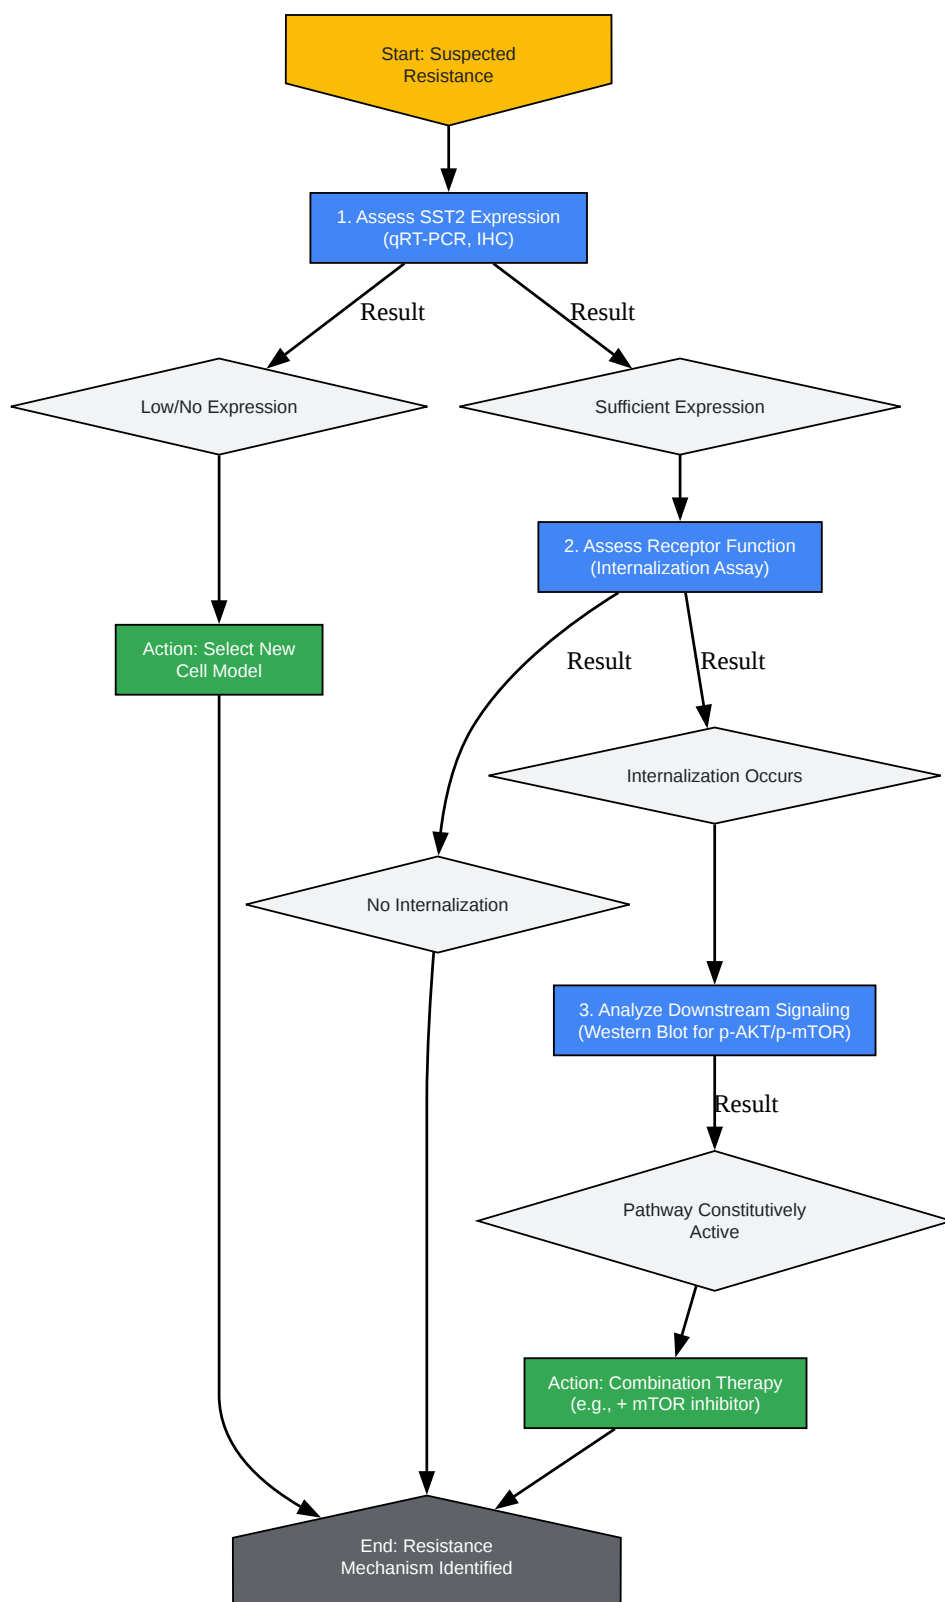 Start: Suspected
Resistance
1. Assess SST2 Expression
(qRT-PCR, IHC)
Result
Result
Low/No Expression
Sufficient Expression
2. Assess Receptor Function
(Internalization Assay)
Action: Select New
Cell Model
Result
Result
Internalization Occurs
No Internalization
3. Analyze Downstream Signaling
(Western Blot for p-AKT/p-mTOR)
Result
Pathway Constitutively
Active
Action: Combination Therapy
(e.g., + mTOR inhibitor)
End: Resistance
Mechanism Identified